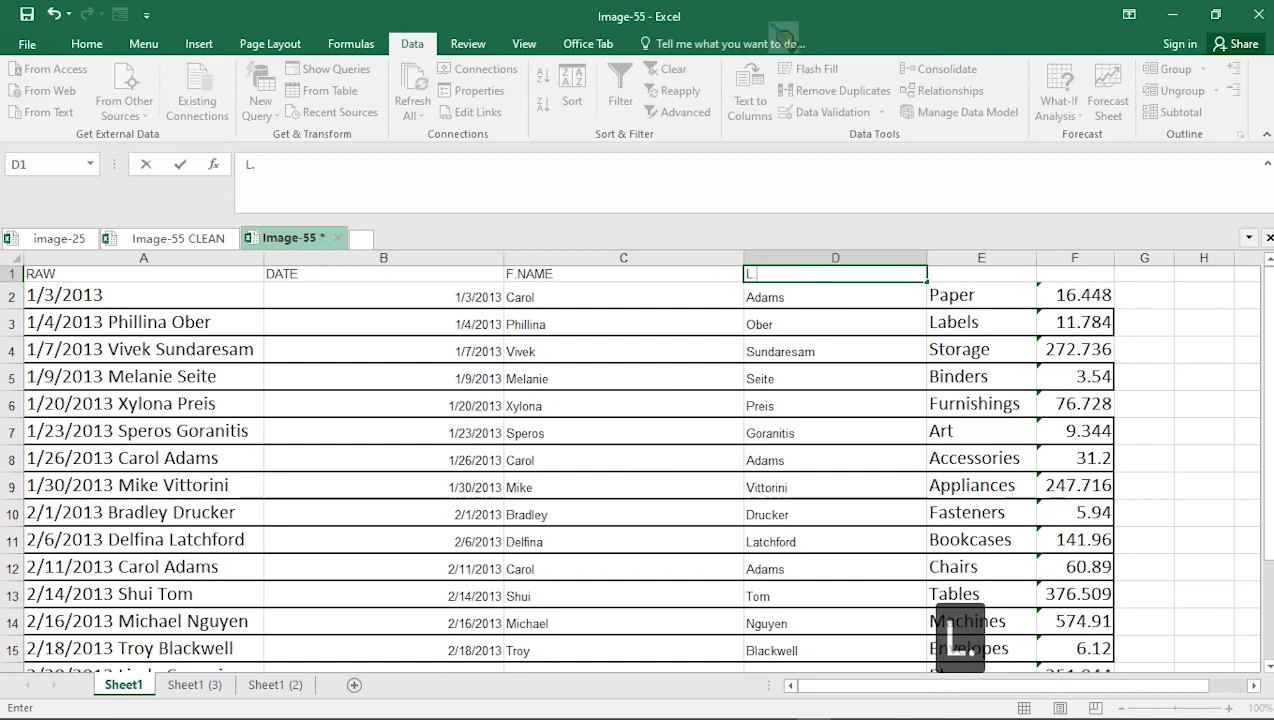 Image-55 - Excel
File Home Menu Insert Page Layout Formulas Data Review View Office Tab Tell me what you want to do... Sign in Share
From Access
From Web
From Text
From Other
Sources
Existing
Connections
Get External Data
New
Query
Show Queries
From Table
Recent Sources
Get & Transform
Refresh
All
Connections
Properties
Edit Links
Connections
Sort
Filter
Clear
Reapply
Advanced
Sort & Filter
Text to
Columns
Flash Fill
Remove Duplicates
Data Validation
Consolidate
Relationships
Manage Data Model
Data Tools
What-If
Analysis
Forecast
Sheet
Forecast
Group
Ungroup
Subtotal
Outline
D1 fx L.
image-25 Image-55 CLEAN Image-55 *
A B C D E F G H
1 RAW DATE F.NAME L.
2 1/3/2013 1/3/2013 Carol Adams Paper 16.448
3 1/4/2013 Phillina Ober 1/4/2013 Phillina Ober Labels 11.784
4 1/7/2013 Vivek Sundaresam 1/7/2013 Vivek Sundaresam Storage 272.736
5 1/9/2013 Melanie Seite 1/9/2013 Melanie Seite Binders 3.54
6 1/20/2013 Xylona Preis 1/20/2013 Xylona Preis Furnishings 76.728
7 1/23/2013 Speros Goranitis 1/23/2013 Speros Goranitis Art 9.344
8 1/26/2013 Carol Adams 1/26/2013 Carol Adams Accessories 31.2
9 1/30/2013 Mike Vittorini 1/30/2013 Mike Vittorini Appliances 247.716
10 2/1/2013 Bradley Drucker 2/1/2013 Bradley Drucker Fasteners 5.94
11 2/6/2013 Delfina Latchford 2/6/2013 Delfina Latchford Bookcases 141.96
12 2/11/2013 Carol Adams 2/11/2013 Carol Adams Chairs 60.89
13 2/14/2013 Shui Tom 2/14/2013 Shui Tom Tables 376.509
14 2/16/2013 Michael Nguyen 2/16/2013 Michael Nguyen Machines 574.91
15 2/18/2013 Troy Blackwell 2/18/2013 Troy Blackwell Envelopes 6.12
L.
Sheet1 Sheet1 (3) Sheet1 (2)
Enter 100%